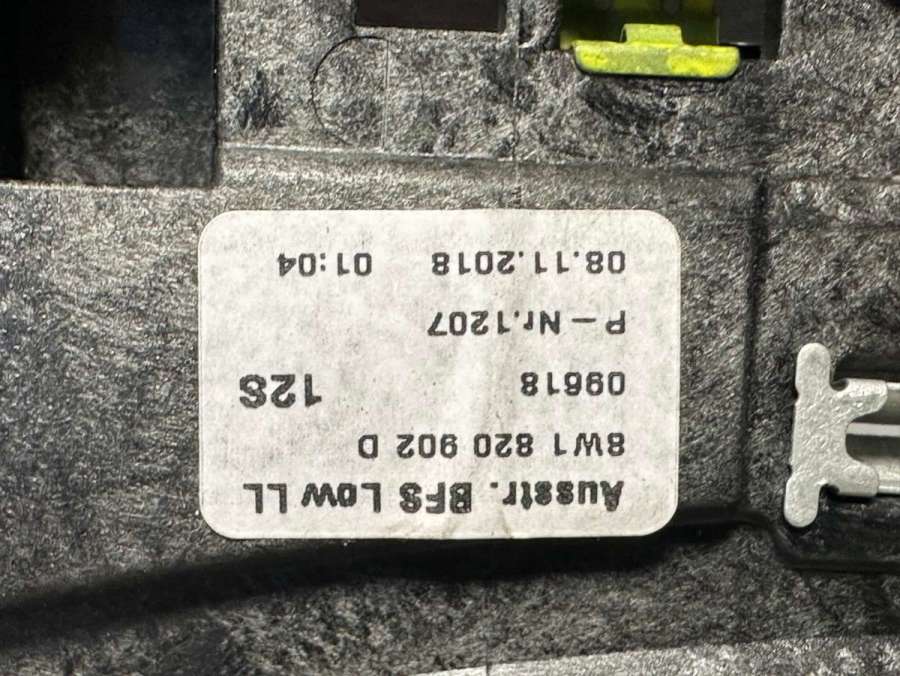 Ausstr. BFS Low LL
8W1 820 902 D
09618 12S
P-Nr.1207
08.11.2018 01:04